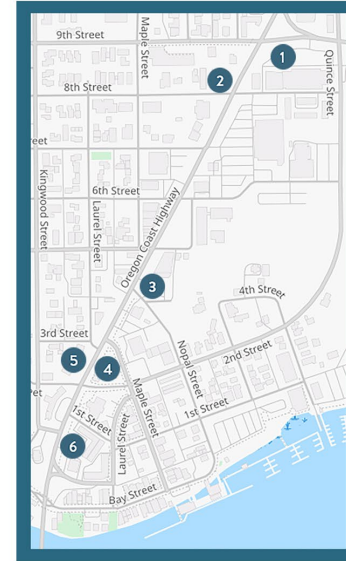 9th Street
Maple Street
1
Quince Street
2
8th Street
reet
Kingwood Street
6th Street
Laurel Street
Oregon Coast Highway
3
4th Street
3rd Street
5
4
Nopal Street
2nd Street
Maple Street
1st Street
1st Street
6
Laurel Street
Bay Street